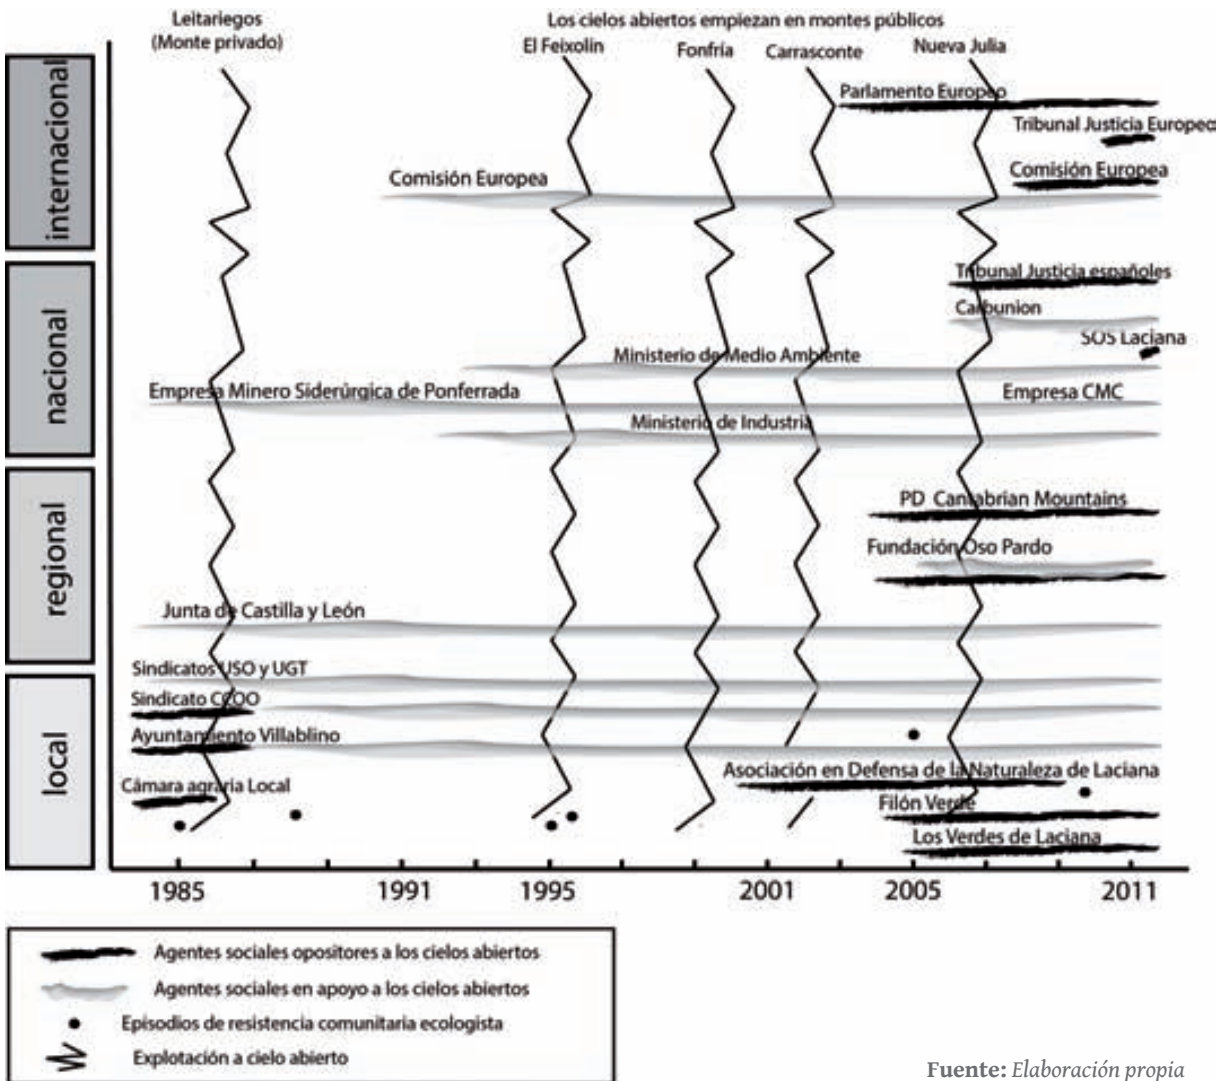 Leitariegos
(Monte privado)
Los cielos abiertos empiezan en montes públicos
El Feixolín
Fonfría
Carrasconte
Nueva Julia
internacional
Parlamento Europeo
Tribunal Justicia Europeo
Comisión Europea
Comisión Europea
nacional
Tribunal Justicia españoles
Carbunion
SOS Laciana
Ministerio de Medio Ambiente
Empresa Minero Siderúrgica de Ponferrada
Empresa CMC
Ministerio de Industria
regional
PD Cantabrian Mountains
Fundación Oso Pardo
Junta de Castilla y León
local
Sindicatos USO y UGT
Sindicato CCOO
Ayuntamiento Villablino
Asociación en Defensa de la Naturaleza de Laciana
Cámara agraria Local
Filón Verde
Los Verdes de Laciana
1985 1991 1995 2001 2005 2011
Agentes sociales opositores a los cielos abiertos
Agentes sociales en apoyo a los cielos abiertos
Episodios de resistencia comunitaria ecologista
Explotación a cielo abierto
Fuente: Elaboración propia